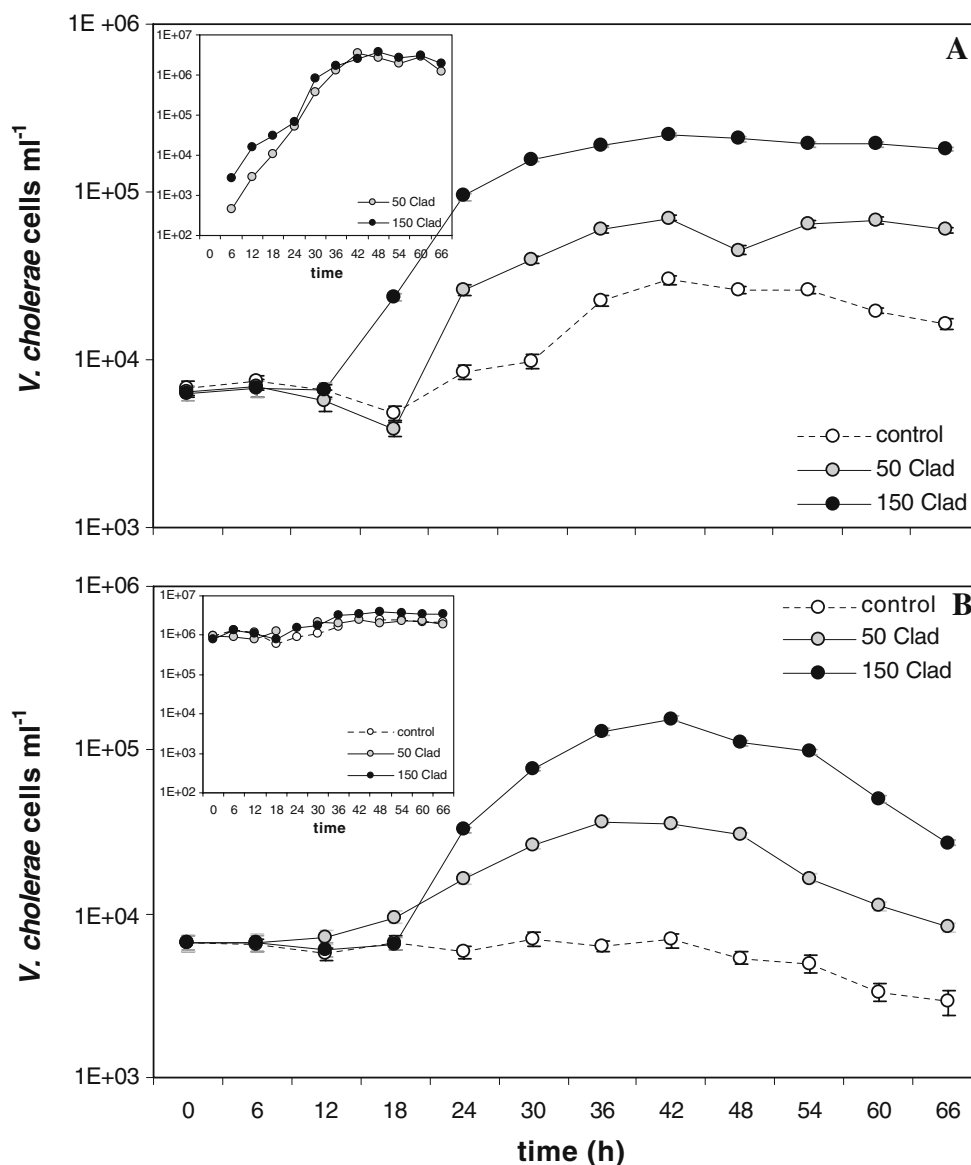 A
1E+06
1E+05
1E+04
1E+03
V. cholerae cells ml-1
1E+07
1E+06
1E+05
1E+04
1E+03
1E+02
0 6 12 18 24 30 36 42 48 54 60 66
time
50 Clad
150 Clad
control
50 Clad
150 Clad
B
1E+06
1E+05
1E+04
1E+03
V. cholerae cells ml-1
1E+07
1E+06
1E+05
1E+04
1E+03
1E+02
0 6 12 18 24 30 36 42 48 54 60 66
time
control
50 Clad
150 Clad
control
50 Clad
150 Clad
0 6 12 18 24 30 36 42 48 54 60 66
time (h)